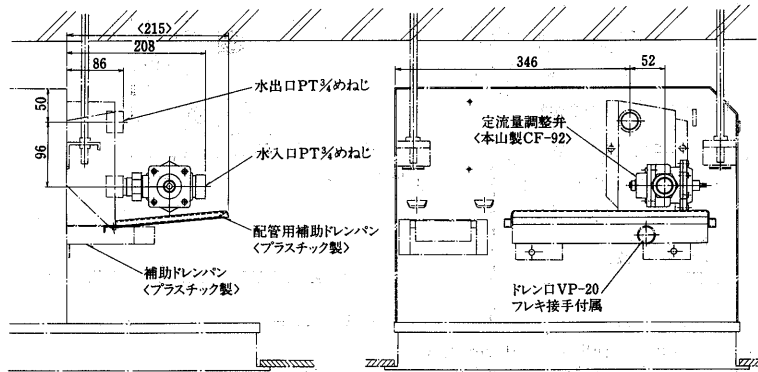 <215>
208
86
50
96
水出口PT¾めねじ
水入口PT¾めねじ
配管用補助ドレンパン
<プラスチック製>
補助ドレンパン
<プラスチック製>
346
52
定流量調整弁
<本山製CF-92>
ドレン口VP-20
フレキ接手付属